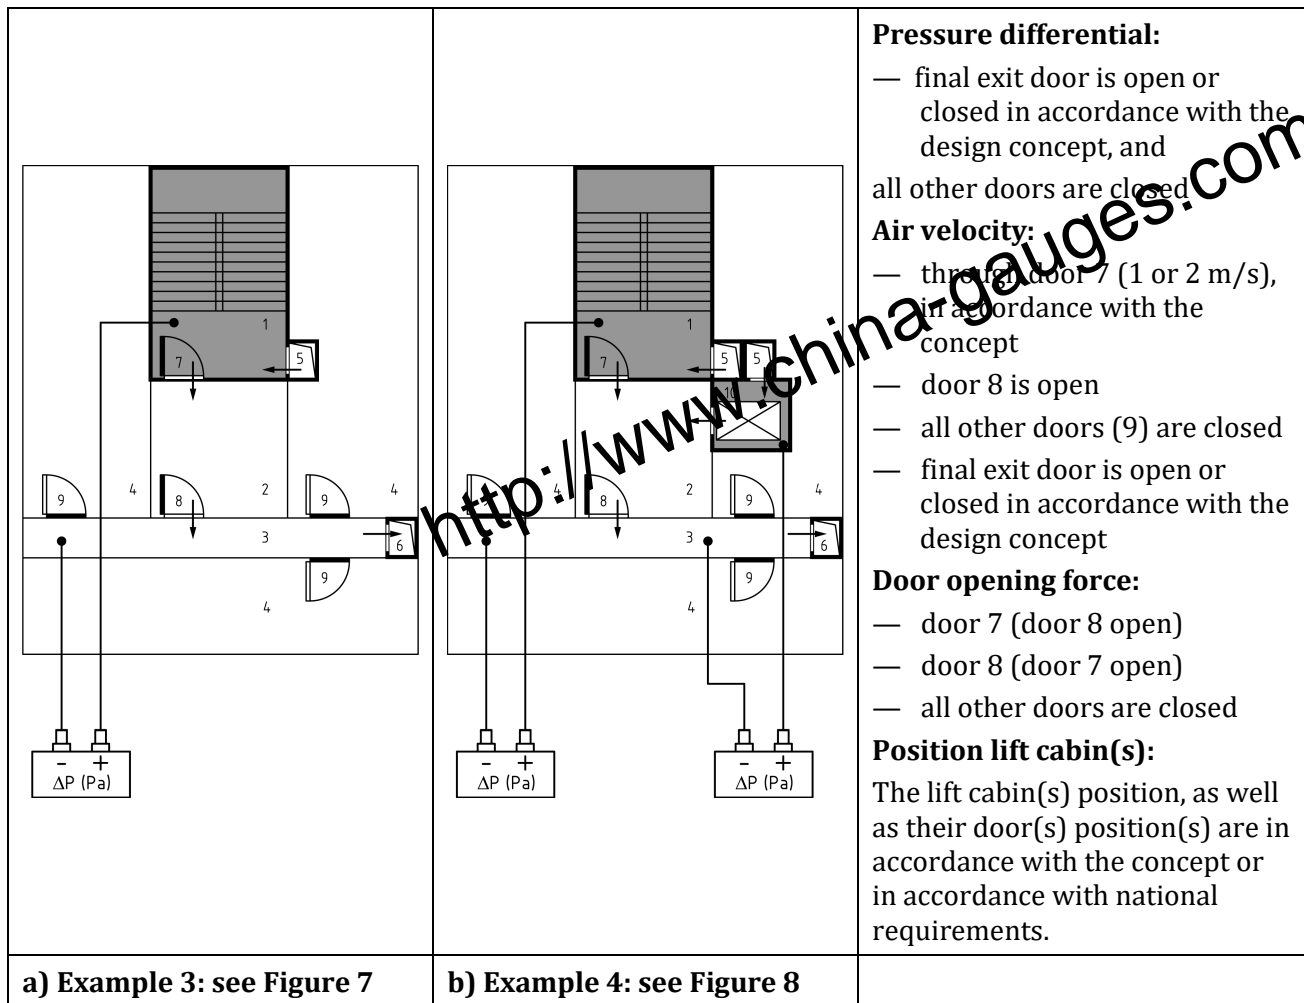 1
7
5
9
4
8
2
9
4
3
6
9
4
- +
ΔP (Pa)
a) Example 3: see Figure 7
1
7
5
5
10
9
4
8
2
9
4
3
6
9
4
- +
ΔP (Pa)
- +
ΔP (Pa)
b) Example 4: see Figure 8
Pressure differential:
— final exit door is open or
closed in accordance with the
design concept, and
all other doors are closed
Air velocity:
— through door 7 (1 or 2 m/s),
in accordance with the
concept
— door 8 is open
— all other doors (9) are closed
— final exit door is open or
closed in accordance with the
design concept
Door opening force:
— door 7 (door 8 open)
— door 8 (door 7 open)
— all other doors are closed
Position lift cabin(s):
The lift cabin(s) position, as well
as their door(s) position(s) are in
accordance with the concept or
in accordance with national
requirements.
http://www.china-gauges.com